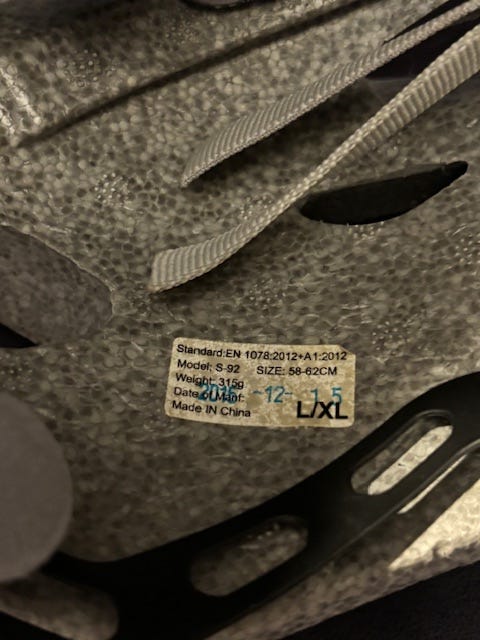 Standard:EN 1078:2012+A1:2012
Model: S-92 SIZE: 58-62CM
Weight: 315g
Date of Manf: -12- 15
Made IN China L/XL